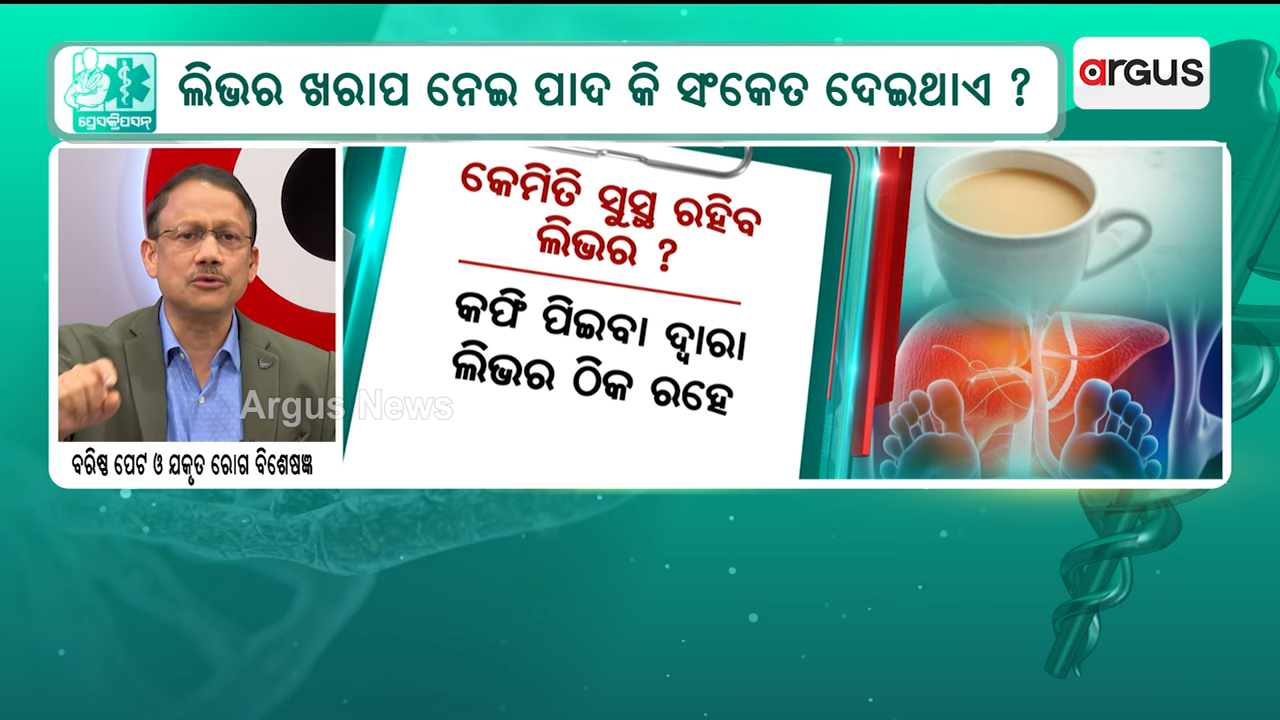 ଲିଭର ଖରାପ ନେଇ ପାଦ କି ସଂକେତ ଦେଇଥାଏ ?
ପ୍ରେସକ୍ରିପସନ୍
argus
କେମିତି ସୁସ୍ଥ ରହିବ
ଲିଭର ?
କଫି ପିଇବା ଦ୍ୱାରା
ଲିଭର ଠିକ ରହେ
Argus News
ବରିଷ୍ଠ ପେଟ ଓ ଯକୃତ ରୋଗ ବିଶେଷଜ୍ଞ